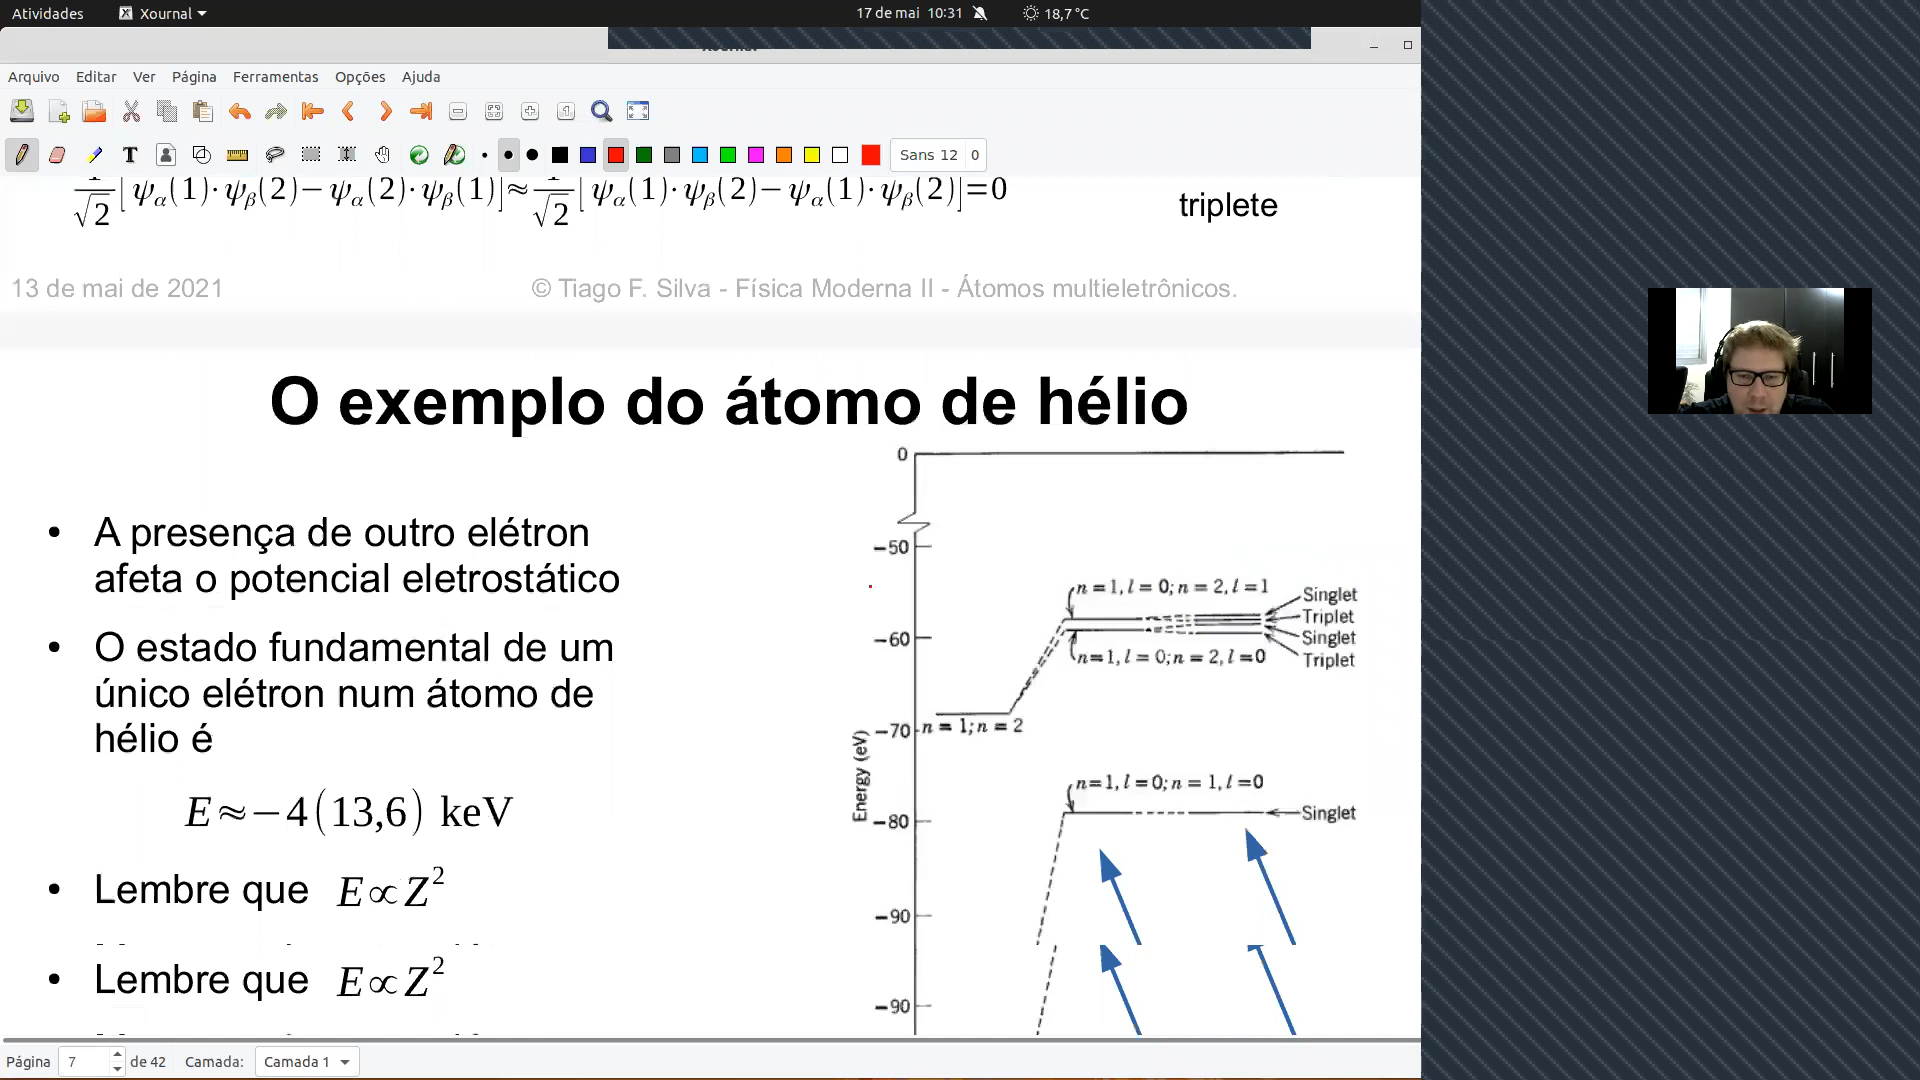 Atividades
Xournal
17 de mai 10:31
18,7 °C
Arquivo Editar Ver Página Ferramentas Opções Ajuda
Sans 12 0
√2 [ψα(1)·ψβ(2)−ψα(2)·ψβ(1)]≈ 1/√2 [ψα(1)·ψβ(2)−ψα(1)·ψβ(2)]=0
triplete
13 de mai de 2021
© Tiago F. Silva - Física Moderna II - Átomos multieletrônicos.
O exemplo do átomo de hélio
• A presença de outro elétron
afeta o potencial eletrostático
• O estado fundamental de um
único elétron num átomo de
hélio é
E≈−4(13,6) keV
• Lembre que E∝Z²
• Lembre que E∝Z²
0
−50
n = 1, l = 0; n = 2, l = 1
Singlet
Triplet
−60
Singlet
n = 1, l = 0; n = 2, l = 0
Triplet
−70
n = 1; n = 2
Energy (eV)
n = 1, l = 0; n = 1, l = 0
−80
Singlet
−90
−90
Página 7 de 42 Camada: Camada 1